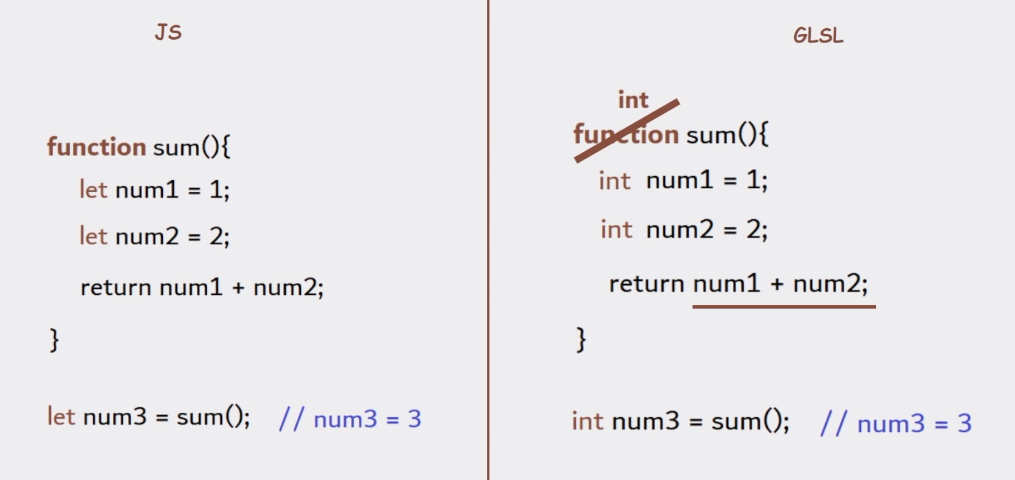 JS
function sum(){
let num1 = 1;
let num2 = 2;
return num1 + num2;
}
let num3 = sum(); // num3 = 3
GLSL
int
function sum(){
int num1 = 1;
int num2 = 2;
return num1 + num2;
}
int num3 = sum(); // num3 = 3